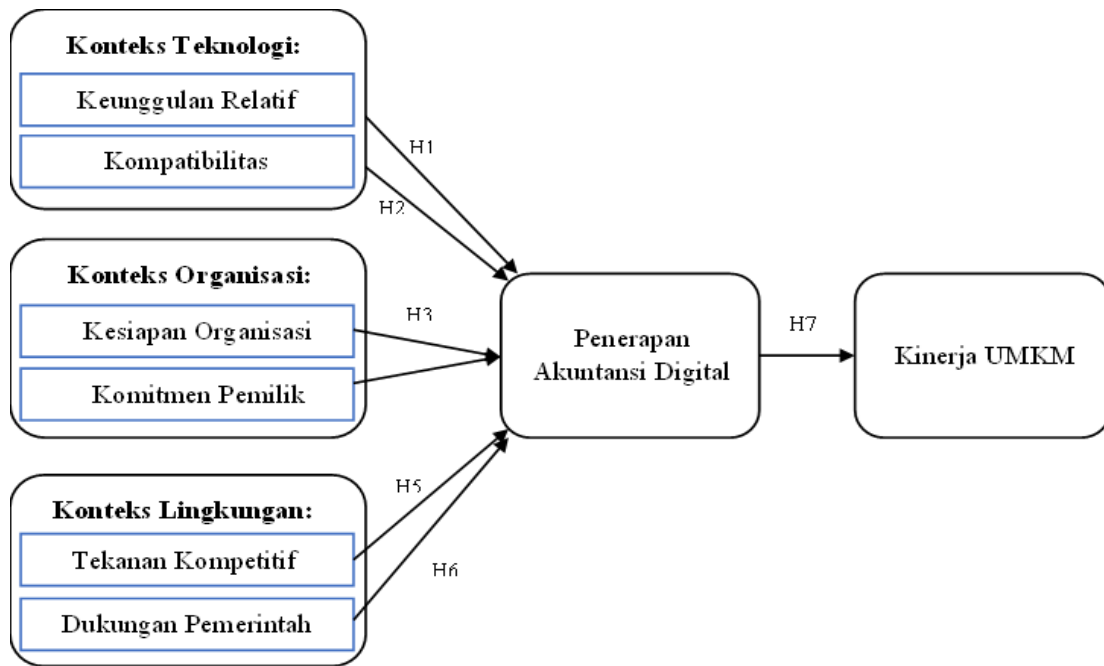 Konteks Teknologi:
Keunggulan Relatif
Kompatibilitas
H1
H2
Konteks Organisasi:
Kesiapan Organisasi
Komitmen Pemilik
H3
Konteks Lingkungan:
Tekanan Kompetitif
Dukungan Pemerintah
H5
H6
Penerapan
Akuntansi Digital
H7
Kinerja UMKM